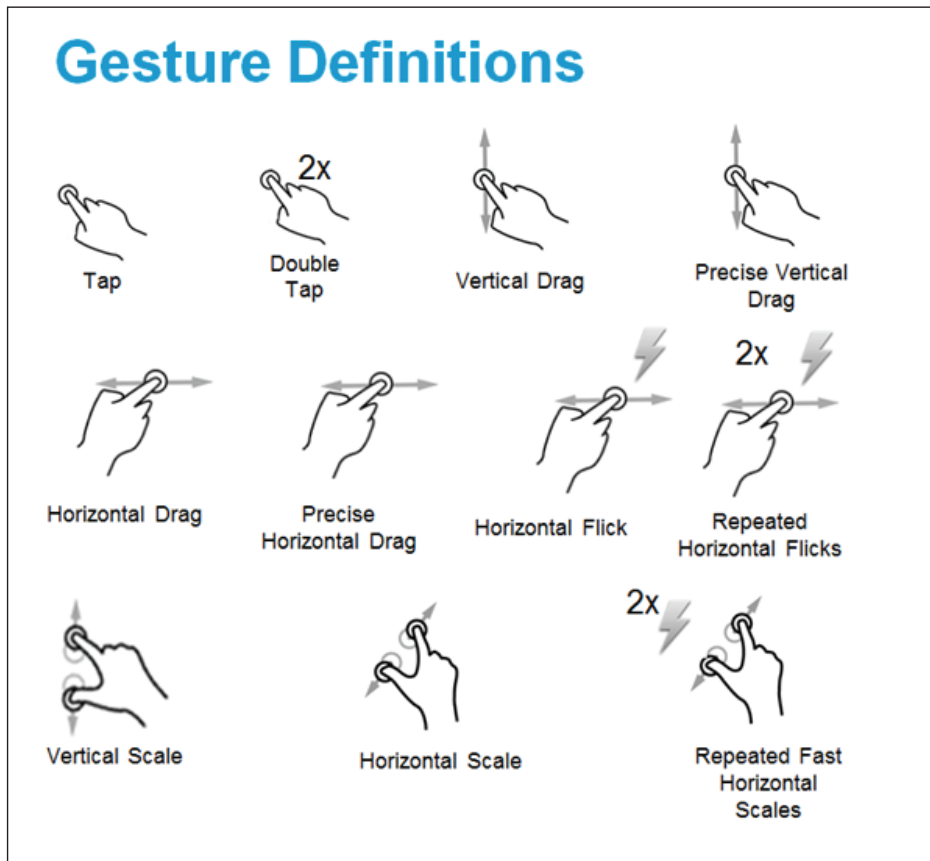 Gesture Definitions
2x
Tap
Double
Tap
Vertical Drag
Precise Vertical
Drag
2x
Horizontal Drag
Precise
Horizontal Drag
Horizontal Flick
Repeated
Horizontal Flicks
2x
Vertical Scale
Horizontal Scale
Repeated Fast
Horizontal
Scales